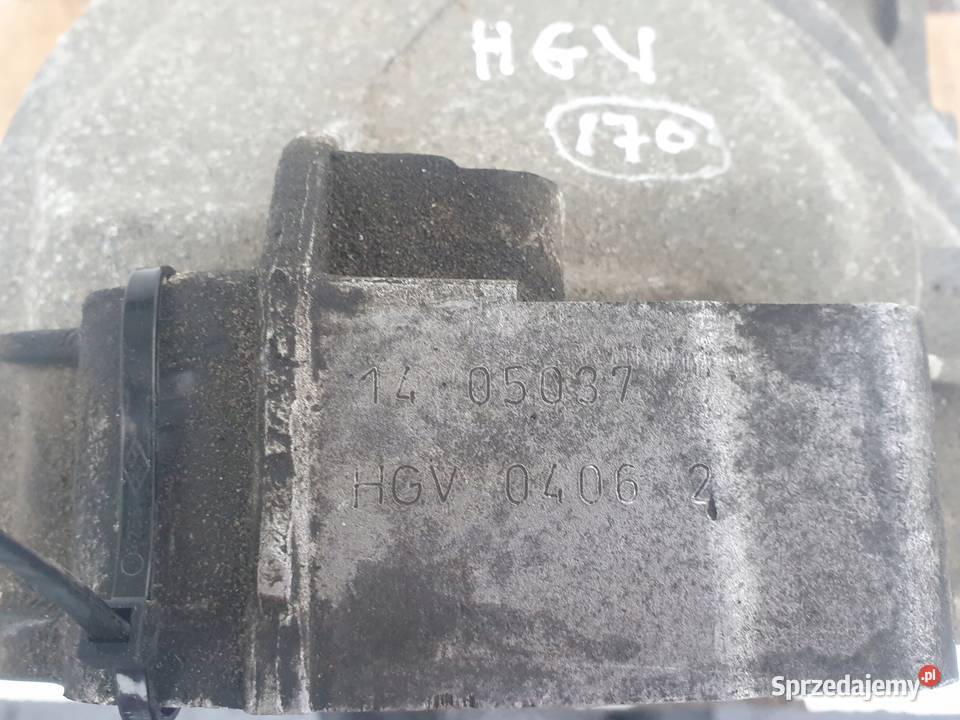 HGV
170
14 05037
HGV 0406 2
Sprzedajemy.pl